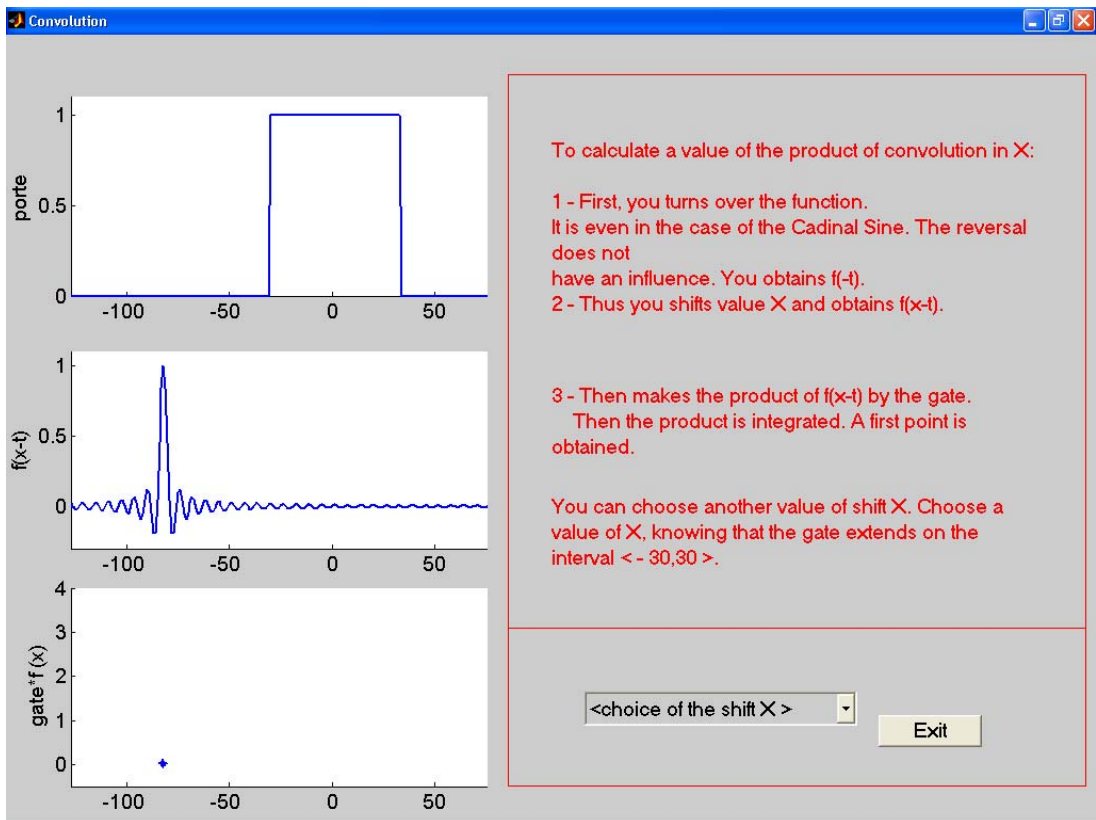 Convolution
porte
1
0.5
0
-100 -50 0 50
f(x-t)
1
0.5
0
-100 -50 0 50
gate*f (x)
4
3
2
1
0
-100 -50 0 50
To calculate a value of the product of convolution in X:
1 - First, you turns over the function.
It is even in the case of the Cadinal Sine. The reversal
does not
have an influence. You obtains f(-t).
2 - Thus you shifts value X and obtains f(x-t).
3 - Then makes the product of f(x-t) by the gate.
Then the product is integrated. A first point is
obtained.
You can choose another value of shift X. Choose a
value of X, knowing that the gate extends on the
interval < - 30,30 >.
<choice of the shift X >
Exit